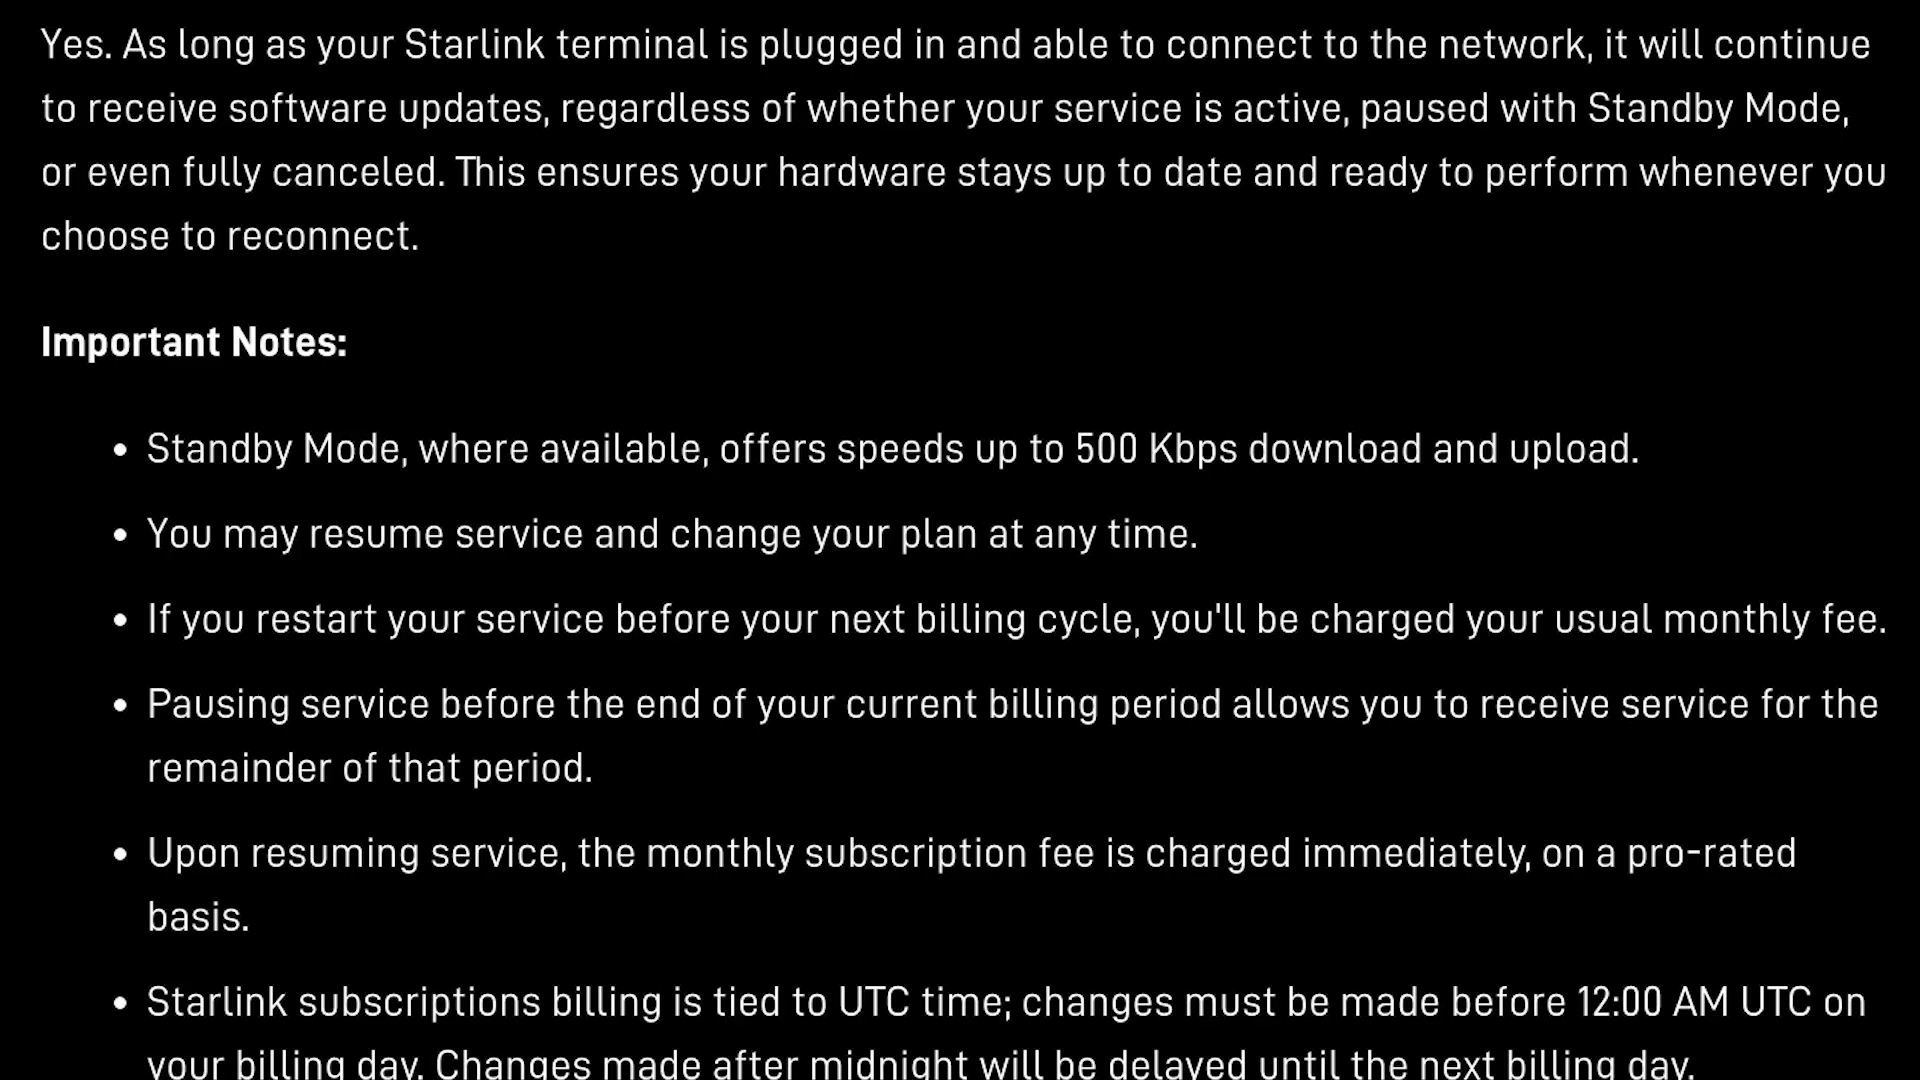 Yes. As long as your Starlink terminal is plugged in and able to connect to the network, it will continue
to receive software updates, regardless of whether your service is active, paused with Standby Mode,
or even fully canceled. This ensures your hardware stays up to date and ready to perform whenever you
choose to reconnect.
Important Notes:
• Standby Mode, where available, offers speeds up to 500 Kbps download and upload.
• You may resume service and change your plan at any time.
• If you restart your service before your next billing cycle, you'll be charged your usual monthly fee.
• Pausing service before the end of your current billing period allows you to receive service for the
remainder of that period.
• Upon resuming service, the monthly subscription fee is charged immediately, on a pro-rated
basis.
• Starlink subscriptions billing is tied to UTC time; changes must be made before 12:00 AM UTC on
your billing day. Changes made after midnight will be delayed until the next billing day.